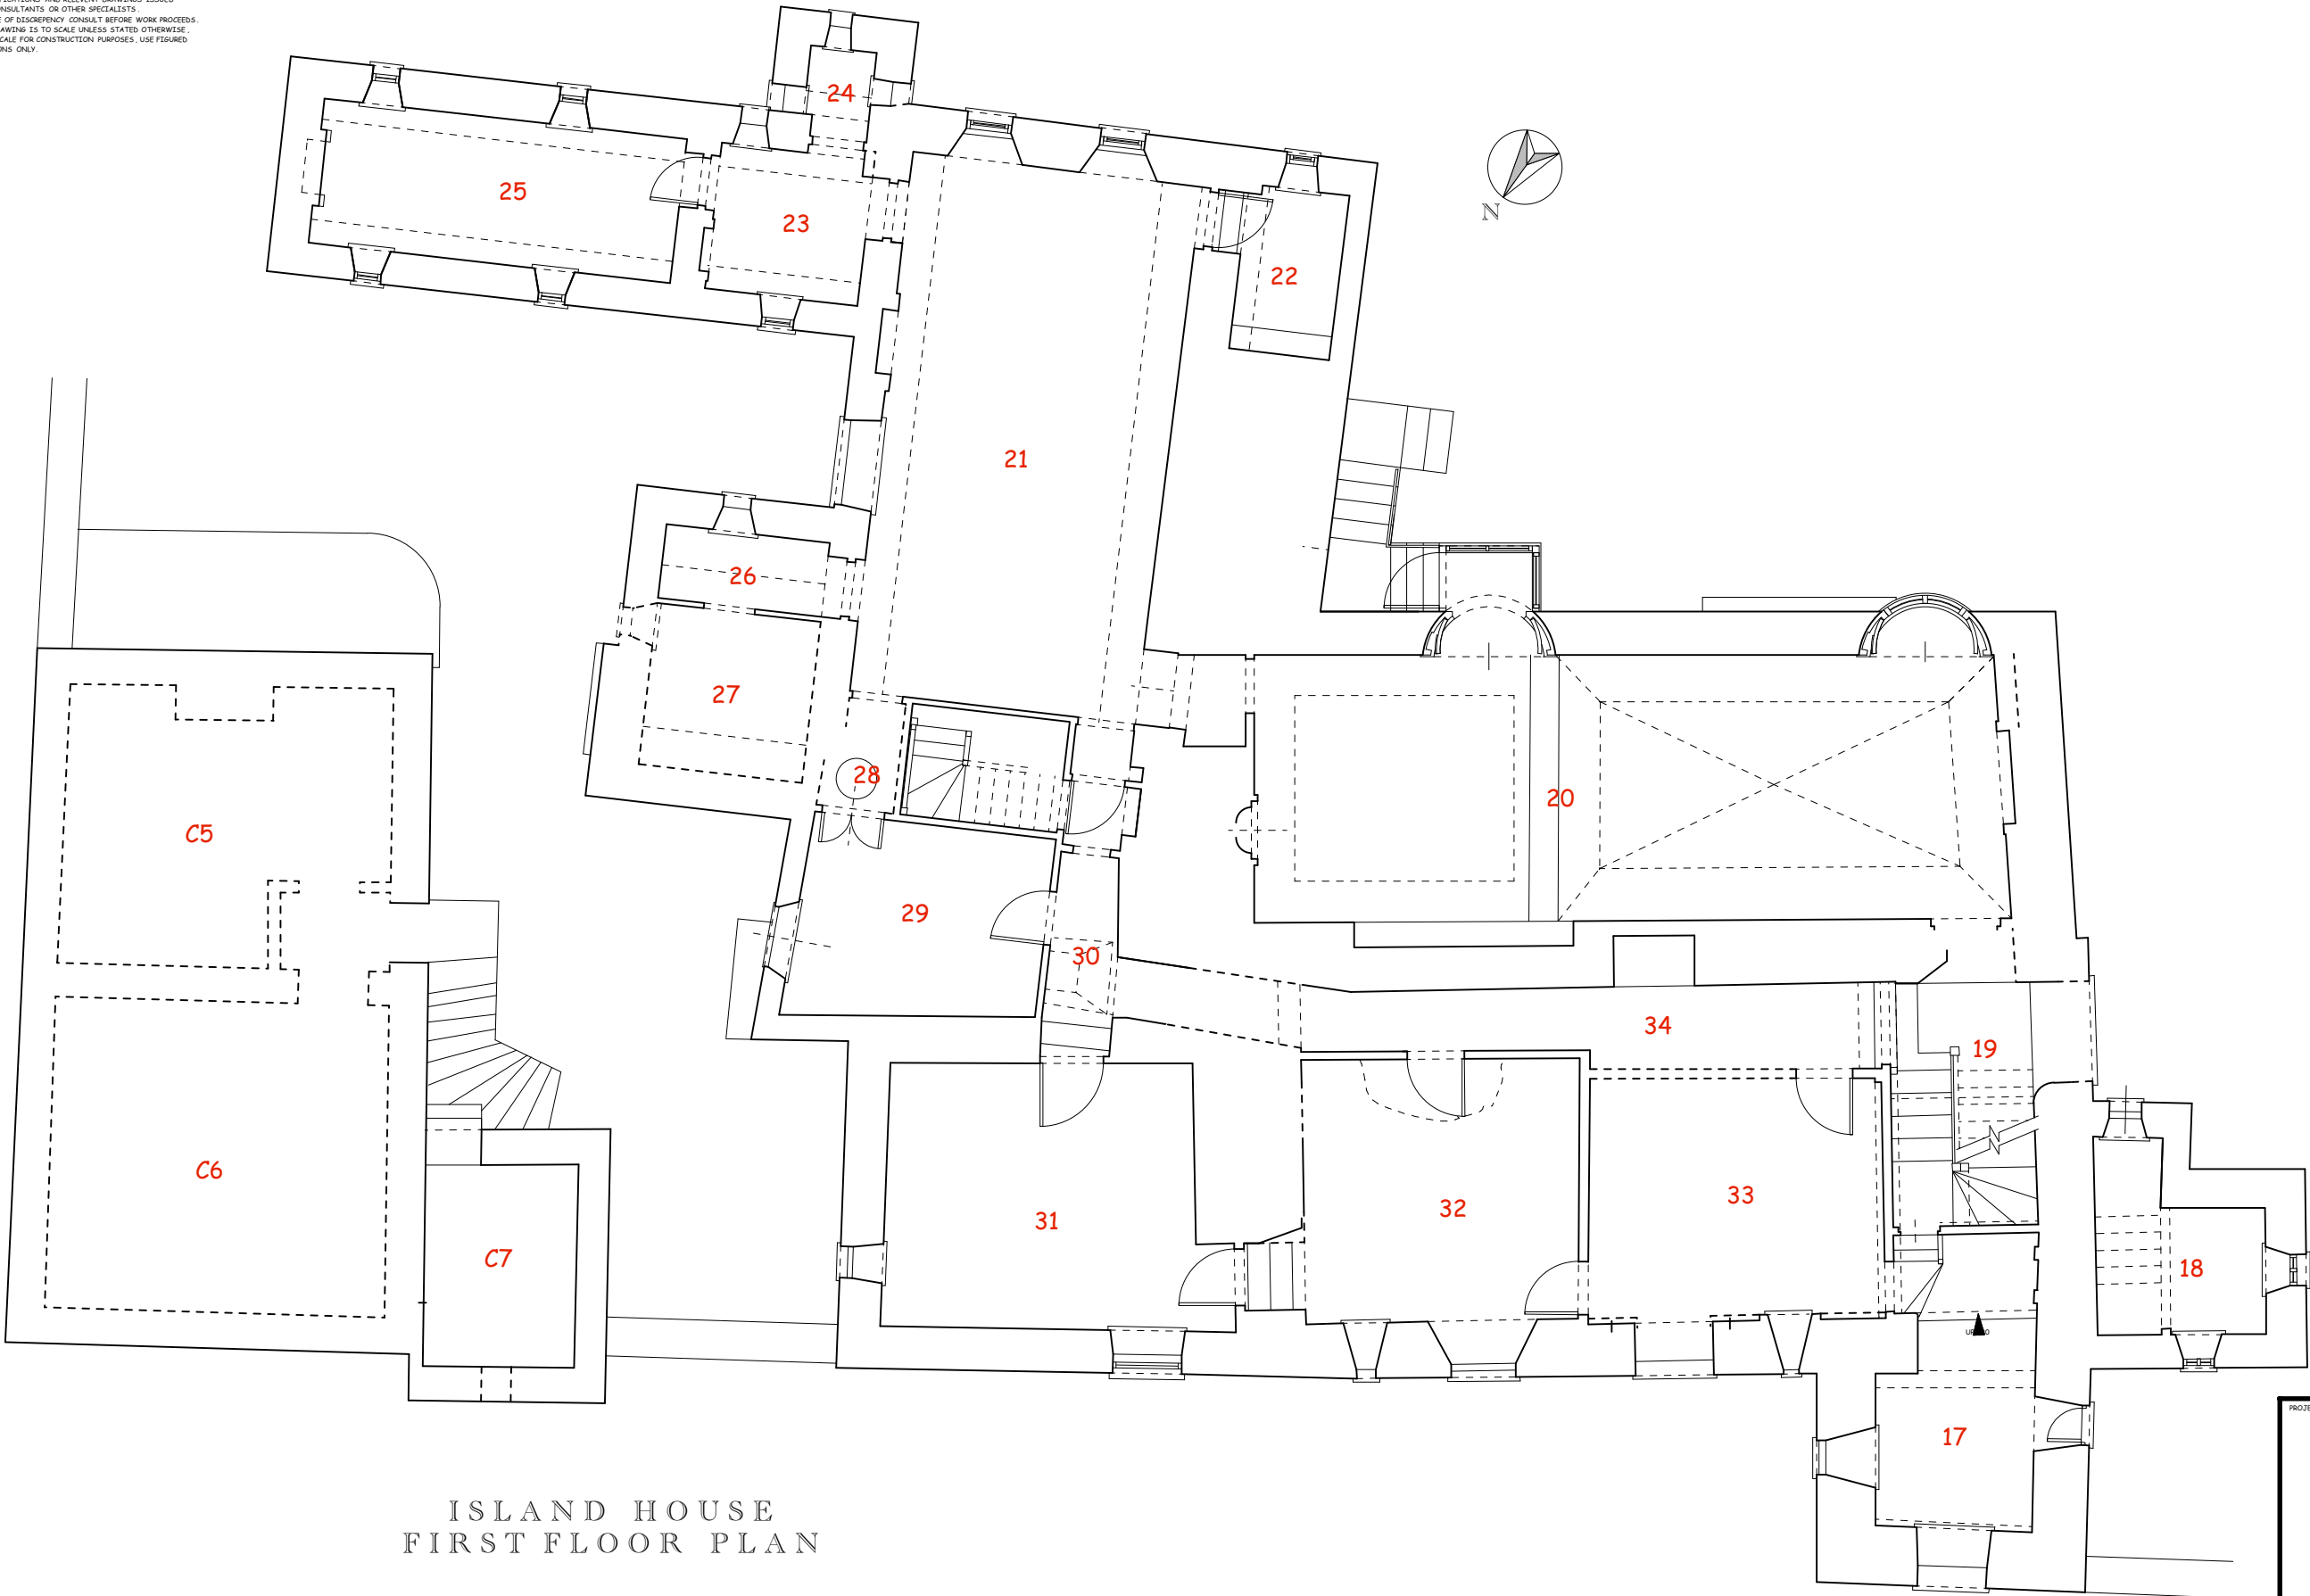 NSULTANTS OR OTHER SPECIALISTS.
E OF DISCREPENCY CONSULT BEFORE WORK PROCEEDS.
AWING IS TO SCALE UNLESS STATED OTHERWISE,
CALE FOR CONSTRUCTION PURPOSES, USE FIGURED
ONS ONLY.
24
25
23
N
22
21
26
27
28
20
C5
29
30
34
19
C6
31
32
33
C7
18
UP
17
PROJE
ISLAND HOUSE
FIRST FLOOR PLAN